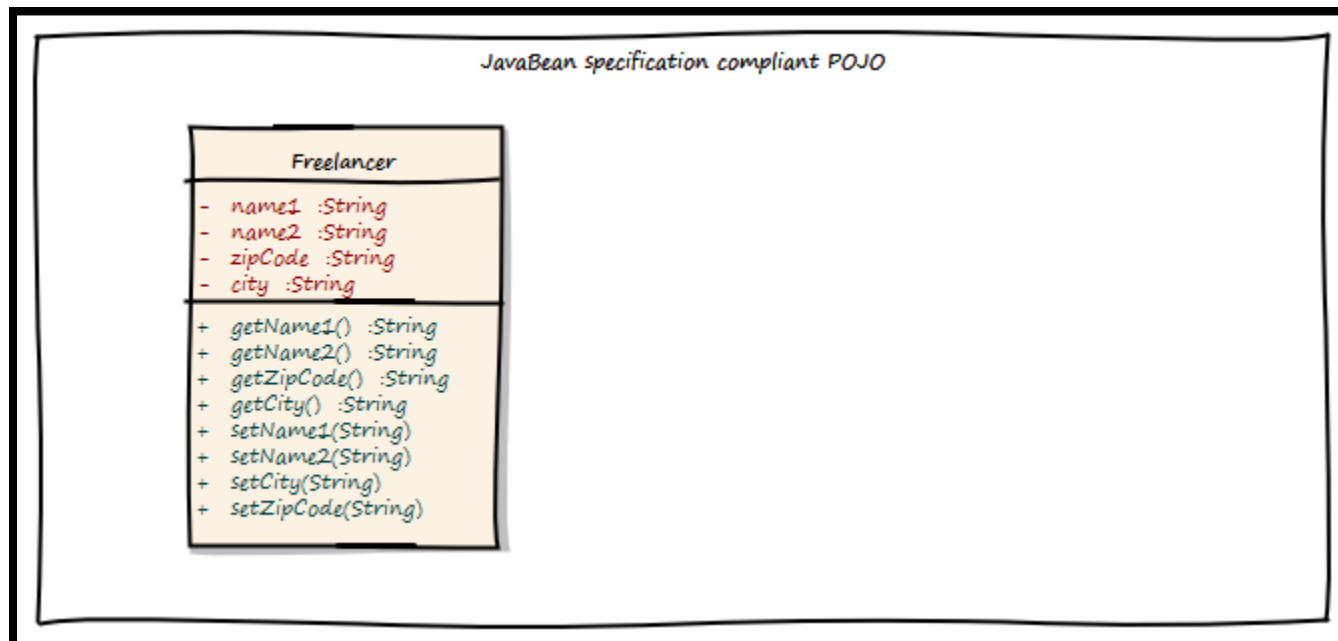 JavaBean specification compliant POJO
Freelancer
- name1 :String
- name2 :String
- zipCode :String
- city :String
+ getName1() :String
+ getName2() :String
+ getZipCode() :String
+ getCity() :String
+ setName1(String)
+ setName2(String)
+ setCity(String)
+ setZipCode(String)